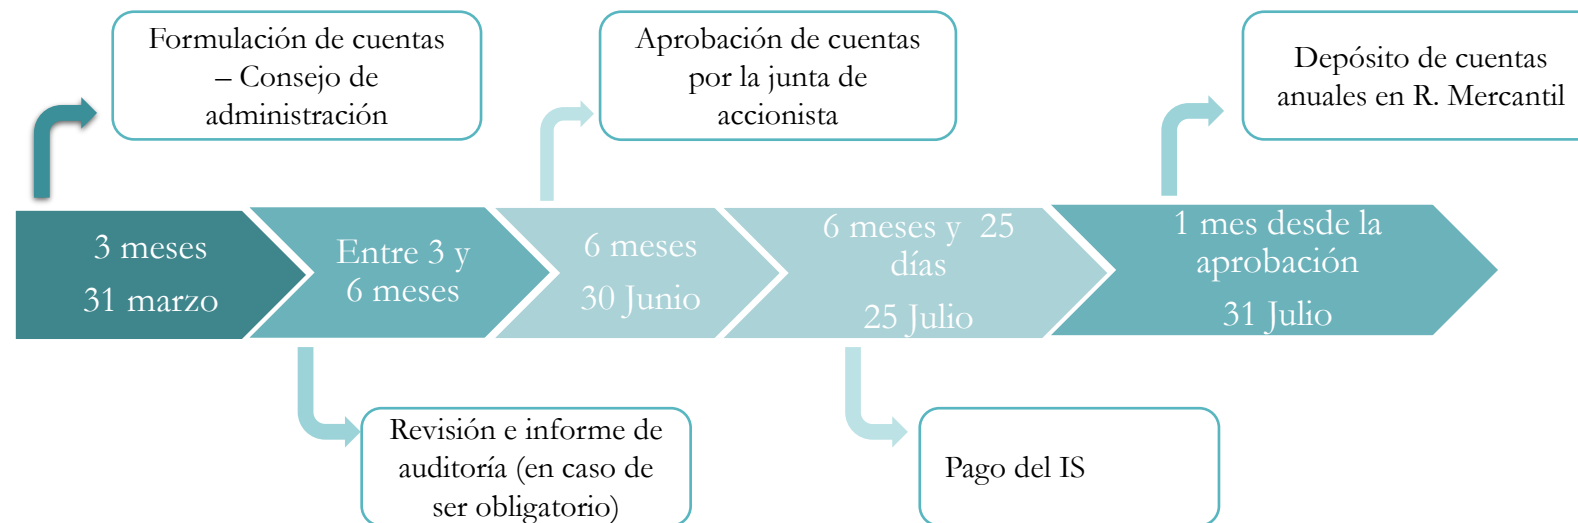 Formulación de cuentas
– Consejo de
administración
Aprobación de cuentas
por la junta de
accionista
Depósito de cuentas
anuales en R. Mercantil
3 meses
31 marzo
Entre 3 y
6 meses
6 meses
30 Junio
6 meses y 25
días
25 Julio
1 mes desde la
aprobación
31 Julio
Revisión e informe de
auditoría (en caso de
ser obligatorio)
Pago del IS